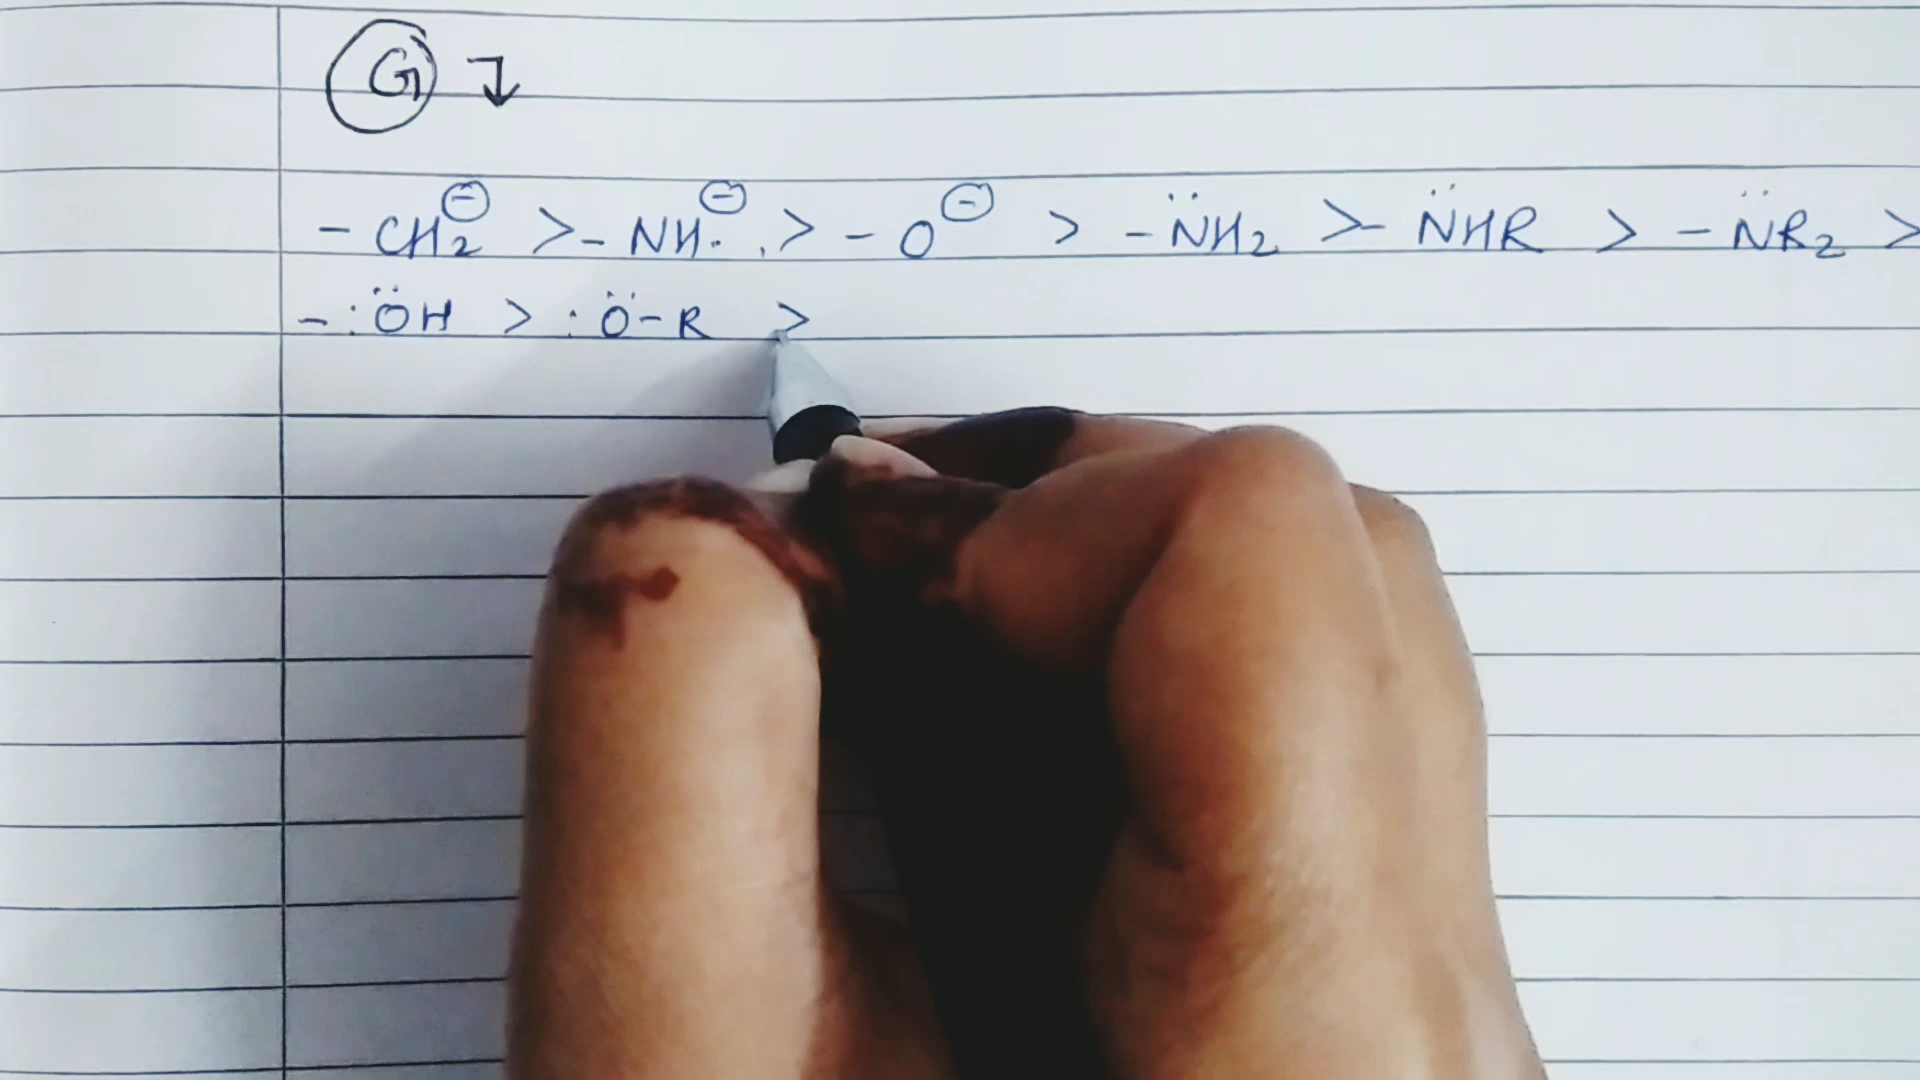 G ↴
- CH₂⊖ > - NH⊖ > - O⊖ > - N̈H₂ > - N̈HR > - N̈R₂ >
- :ÖH > :Ö-R >